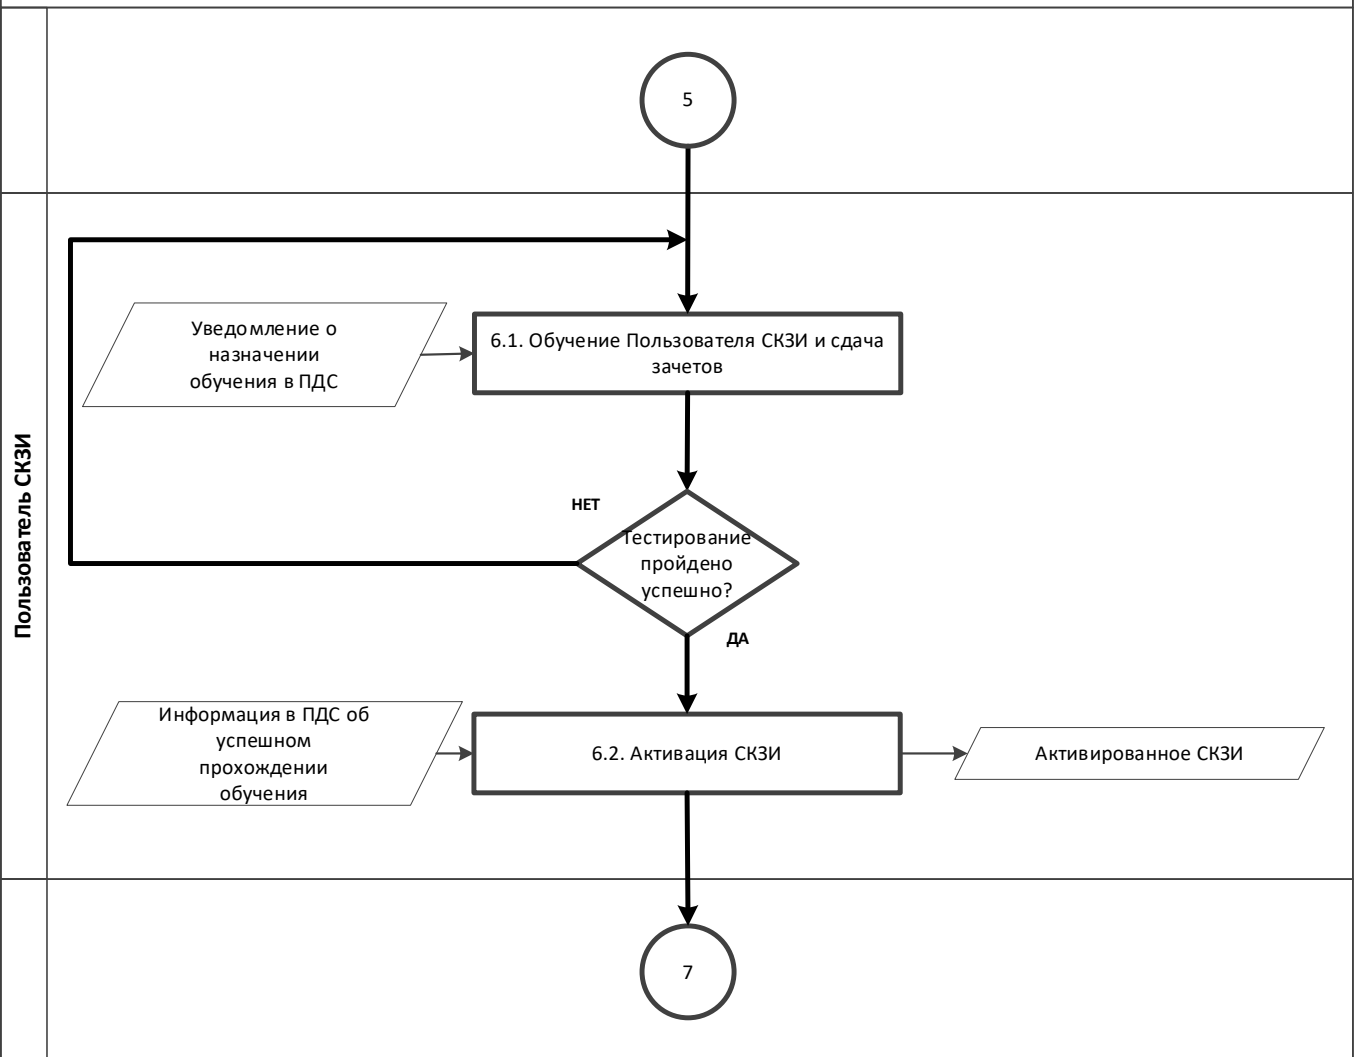 5
Уведомление о
назначении
обучения в ПДС
6.1. Обучение Пользователя СКЗИ и сдача
зачетов
Пользователь СКЗИ
НЕТ
Тестирование
пройдено
успешно?
ДА
Информация в ПДС об
успешном
прохождении
обучения
6.2. Активация СКЗИ
Активированное СКЗИ
7